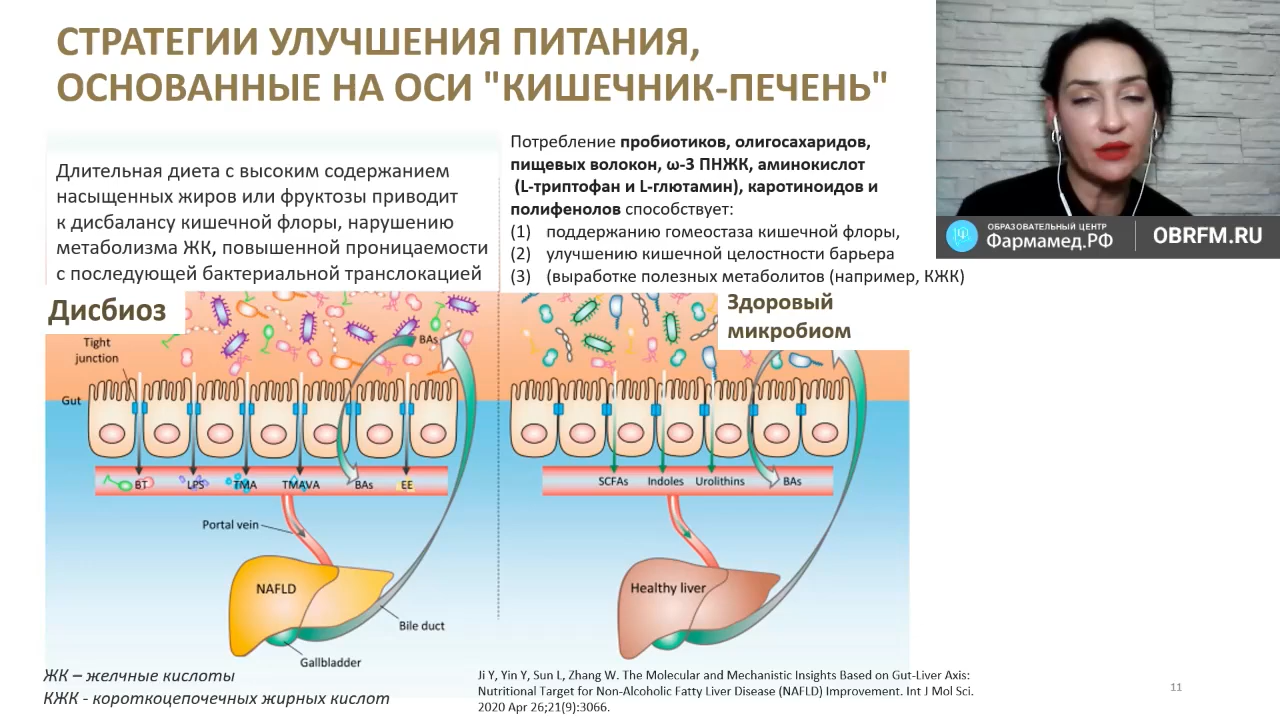 СТРАТЕГИИ УЛУЧШЕНИЯ ПИТАНИЯ,
ОСНОВАННЫЕ НА ОСИ "КИШЕЧНИК-ПЕЧЕНЬ"
Длительная диета с высоким содержанием
насыщенных жиров или фруктозы приводит
к дисбалансу кишечной флоры, нарушению
метаболизма ЖК, повышенной проницаемости
с последующей бактериальной транслокацией
Потребление пробиотиков, олигосахаридов,
пищевых волокон, ω-3 ПНЖК, аминокислот
(L-триптофан и L-глютамин), каротиноидов и
полифенолов способствует:
(1) поддержанию гомеостаза кишечной флоры,
(2) улучшению кишечной целостности барьера
(3) (выработке полезных метаболитов (например, КЖК)
ОБРАЗОВАТЕЛЬНЫЙ ЦЕНТР
Фармамед.РФ
OBRFM.RU
Дисбиоз
Tight
junction
BAs
Gut
BT
LPS
TMA
TMAVA
BAs
EE
Portal vein
NAFLD
Bile duct
Gallbladder
Здоровый
микробиом
SCFAs
Indoles
Urolithins
BAs
Healthy liver
ЖК – желчные кислоты
КЖК - короткоцепочечных жирных кислот
Ji Y, Yin Y, Sun L, Zhang W. The Molecular and Mechanistic Insights Based on Gut-Liver Axis:
Nutritional Target for Non-Alcoholic Fatty Liver Disease (NAFLD) Improvement. Int J Mol Sci.
2020 Apr 26;21(9):3066.
11